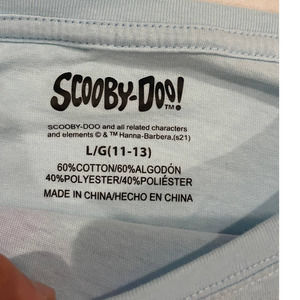 SCOOBY-DOO!™
SCOOBY-DOO and all related characters
and elements © & ™ Hanna-Barbera.(s21)
L/G(11-13)
60%COTTON/60%ALGODÓN
40%POLYESTER/40%POLIÉSTER
MADE IN CHINA/HECHO EN CHINA